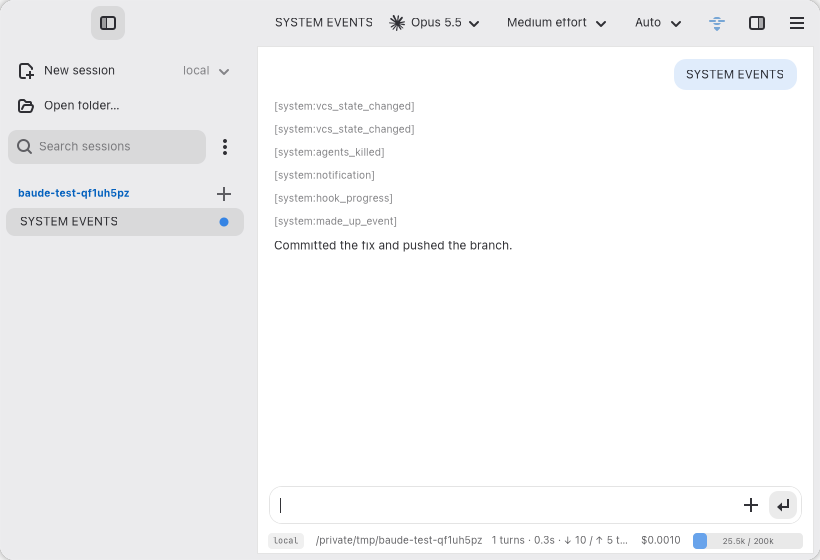 SYSTEM EVENTS Opus 5.5 Medium effort Auto
New session local
Open folder...
Search sessions
baude-test-qf1uh5pz
SYSTEM EVENTS
SYSTEM EVENTS
[system:vcs_state_changed]
[system:vcs_state_changed]
[system:agents_killed]
[system:notification]
[system:hook_progress]
[system:made_up_event]
Committed the fix and pushed the branch.
local /private/tmp/baude-test-qf1uh5pz 1 turns · 0.3s · ↓ 10 / ↑ 5 t... $0.0010 25.5k / 200k